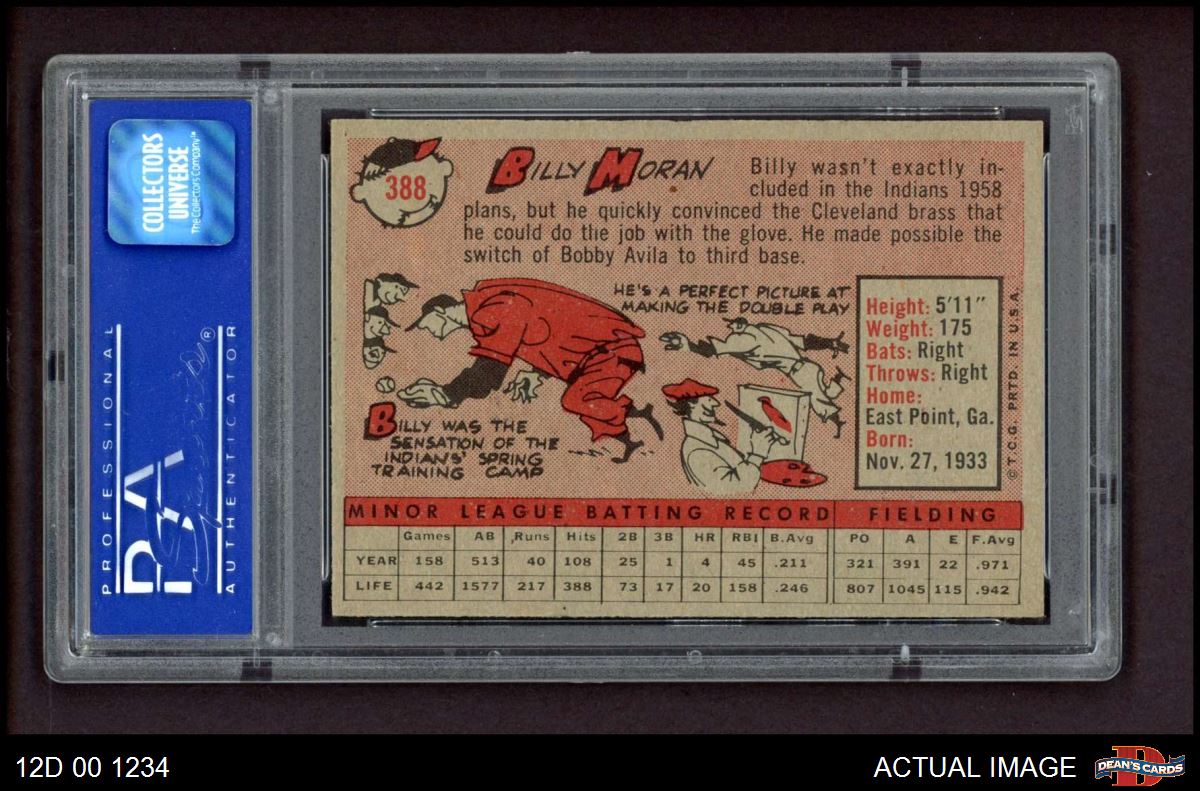 COLLECTORS
UNIVERSE
The Collectors Company™
PROFESSIONAL
PSA
®
AUTHENTICATOR
388
BILLY MORAN
Billy wasn't exactly in-
cluded in the Indians 1958
plans, but he quickly convinced the Cleveland brass that
he could do the job with the glove. He made possible the
switch of Bobby Avila to third base.
HE'S A PERFECT PICTURE AT
MAKING THE DOUBLE PLAY
BILLY WAS THE
SENSATION OF THE
INDIANS' SPRING
TRAINING CAMP
Height: 5'11"
Weight: 175
Bats: Right
Throws: Right
Home:
East Point, Ga.
Born:
Nov. 27, 1933
© T.C.G. PRTD. IN U.S.A.
MINOR LEAGUE BATTING RECORD FIELDING
Games AB Runs Hits 2B 3B HR RBI B.Avg PO A E F.Avg
YEAR 158 513 40 108 25 1 4 45 .211 321 391 22 .971
LIFE 442 1577 217 388 73 17 20 158 .246 807 1045 115 .942
12D 00 1234
ACTUAL IMAGE
DEAN'S CARDS